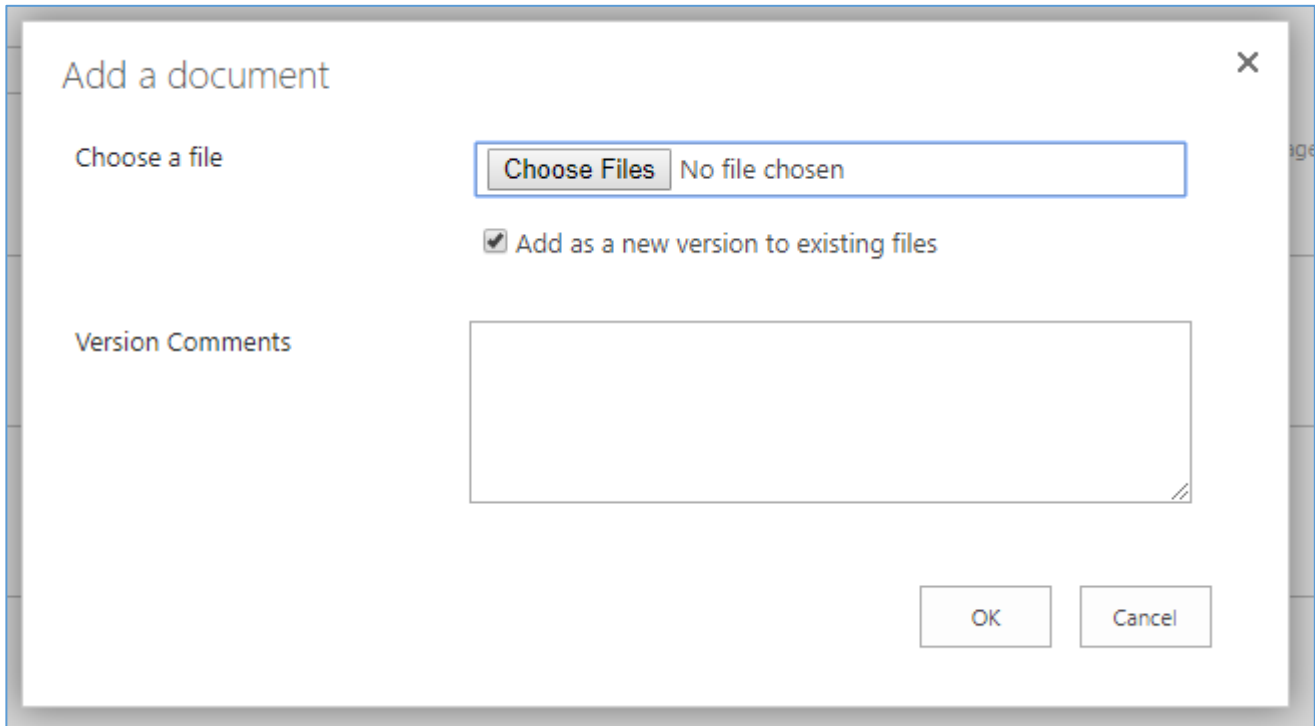 Add a document
Choose a file
Choose Files No file chosen
Add as a new version to existing files
Version Comments
OK
Cancel